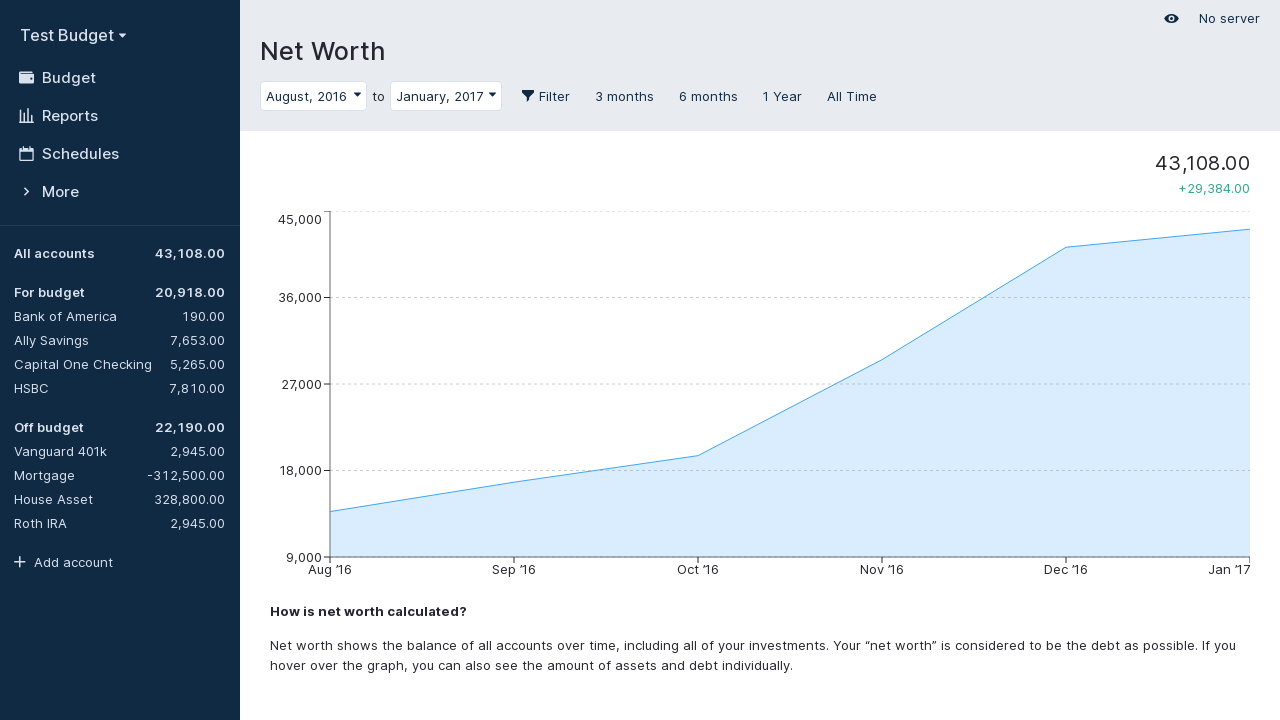 Test Budget
Budget
Reports
Schedules
More
All accounts 43,108.00
For budget 20,918.00
Bank of America 190.00
Ally Savings 7,653.00
Capital One Checking 5,265.00
HSBC 7,810.00
Off budget 22,190.00
Vanguard 401k 2,945.00
Mortgage -312,500.00
House Asset 328,800.00
Roth IRA 2,945.00
Add account
No server
Net Worth
August, 2016 to January, 2017 Filter 3 months 6 months 1 Year All Time
43,108.00
+29,384.00
45,000
36,000
27,000
18,000
9,000
Aug ’16 Sep ’16 Oct ’16 Nov ’16 Dec ’16 Jan ’17
How is net worth calculated?
Net worth shows the balance of all accounts over time, including all of your investments. Your “net worth” is considered to be the debt as possible. If you
hover over the graph, you can also see the amount of assets and debt individually.